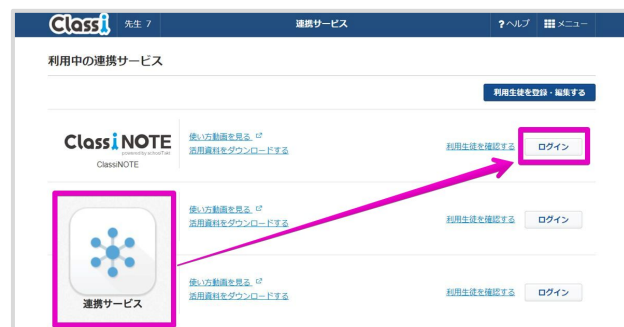 Classi 先生 7 連携サービス ?ヘルプ メニュー
利用中の連携サービス
利用生徒を登録・編集する
Classi NOTE
powered by schoolTakt
ClassiNOTE
使い方動画を見る
活用資料をダウンロードする
利用生徒を確認する ログイン
使い方動画を見る
活用資料をダウンロードする
利用生徒を確認する ログイン
連携サービス
使い方動画を見る
活用資料をダウンロードする
利用生徒を確認する ログイン